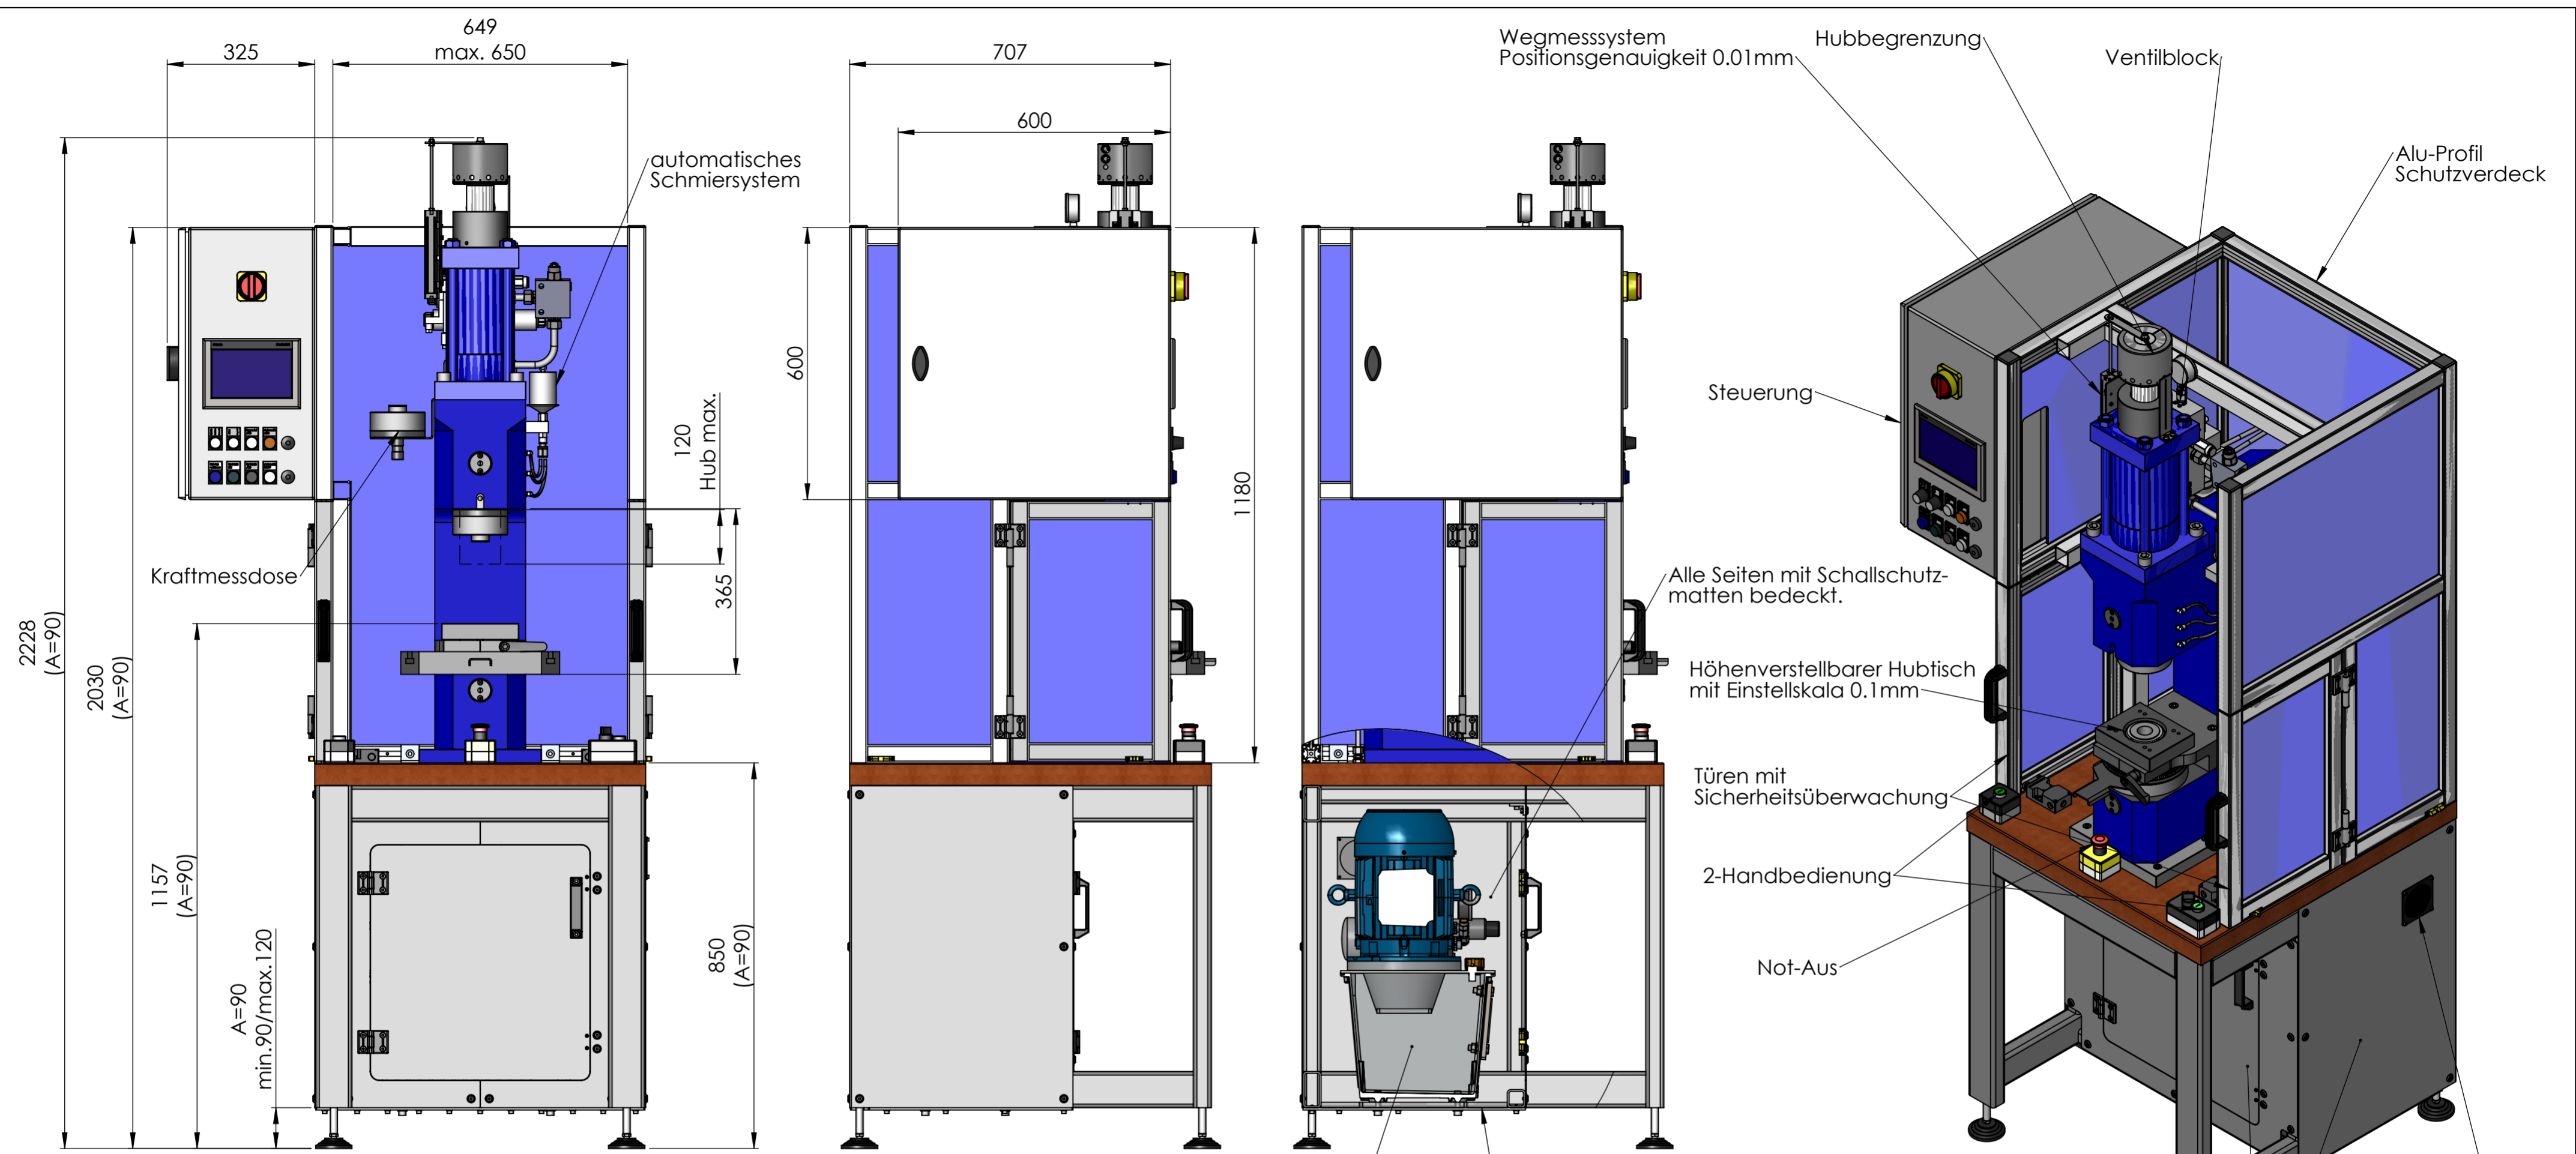 649
max. 650
325
707
600
Wegmesssystem
Positionsgenauigkeit 0.01mm
Hubbegrenzung
Ventilblock
Alu-Profil
Schutzverdeck
automatisches
Schmiersystem
Steuerung
600
1180
120
Hub max.
365
Kraftmessdose
2228
(A=90)
2030
(A=90)
1157
(A=90)
A=90
min.90/max.120
850
(A=90)
Alle Seiten mit Schallschutz-
matten bedeckt.
Höhenverstellbarer Hubtisch
mit Einstellskala 0.1mm
Türen mit
Sicherheitsüberwachung
2-Handbedienung
Not-Aus